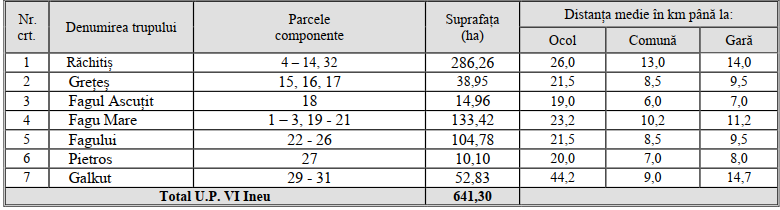 Nr. crt. Denumirea trupului Parcele componente Suprafața (ha) Distanța medie în km până la:
Ocol Comună Gară
1 Răchitiș 4 – 14, 32 286,26 26,0 13,0 14,0
2 Grețeș 15, 16, 17 38,95 21,5 8,5 9,5
3 Fagul Ascuțit 18 14,96 19,0 6,0 7,0
4 Fagu Mare 1 – 3, 19 - 21 133,42 23,2 10,2 11,2
5 Fagului 22 - 26 104,78 21,5 8,5 9,5
6 Pietros 27 10,10 20,0 7,0 8,0
7 Galkut 29 - 31 52,83 44,2 9,0 14,7
Total U.P. VI Ineu 641,30